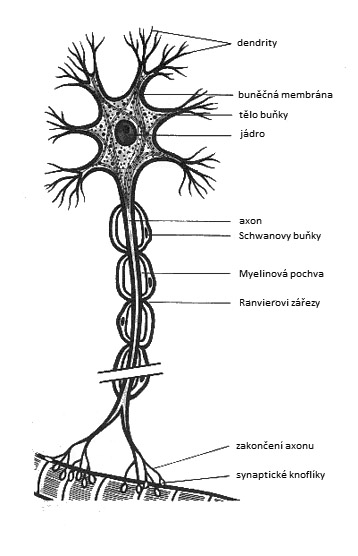 dendrity
buněčná membrána
tělo buňky
jádro
axon
Schwanovy buňky
Myelinová pochva
Ranvierovi zářezy
zakončení axonu
synaptické knoflíky